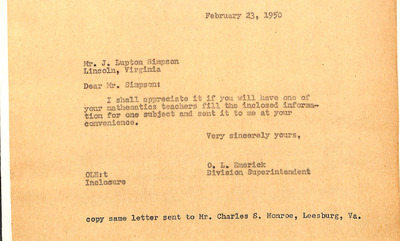 February 23, 1950
Mr. J. Lupton Simpson
Lincoln, Virginia
Dear Mr. Simpson:
I shall appreciate it if you will have one of
your mathematics teachers fill the inclosed informa-
tion for one subject and sent it to me at your
convenience.
Very sincerely yours,
O. L. Emerick
OLE:t Division Superintendent
Inclosure
copy same letter sent to Mr. Charles S. Monroe, Leesburg, Va.